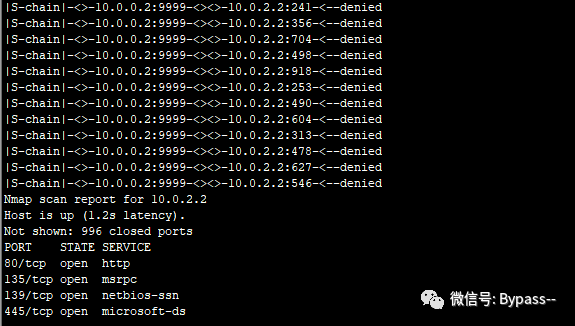 |S-chain|-<>-10.0.0.2:9999-<><>-10.0.2.2:241-<--denied
|S-chain|-<>-10.0.0.2:9999-<><>-10.0.2.2:356-<--denied
|S-chain|-<>-10.0.0.2:9999-<><>-10.0.2.2:704-<--denied
|S-chain|-<>-10.0.0.2:9999-<><>-10.0.2.2:498-<--denied
|S-chain|-<>-10.0.0.2:9999-<><>-10.0.2.2:918-<--denied
|S-chain|-<>-10.0.0.2:9999-<><>-10.0.2.2:253-<--denied
|S-chain|-<>-10.0.0.2:9999-<><>-10.0.2.2:490-<--denied
|S-chain|-<>-10.0.0.2:9999-<><>-10.0.2.2:604-<--denied
|S-chain|-<>-10.0.0.2:9999-<><>-10.0.2.2:313-<--denied
|S-chain|-<>-10.0.0.2:9999-<><>-10.0.2.2:478-<--denied
|S-chain|-<>-10.0.0.2:9999-<><>-10.0.2.2:627-<--denied
|S-chain|-<>-10.0.0.2:9999-<><>-10.0.2.2:546-<--denied
Nmap scan report for 10.0.2.2
Host is up (1.2s latency).
Not shown: 996 closed ports
PORT    STATE SERVICE
80/tcp  open  http
135/tcp open  msrpc
139/tcp open  netbios-ssn
445/tcp open  microsoft-ds
微信号: Bypass--